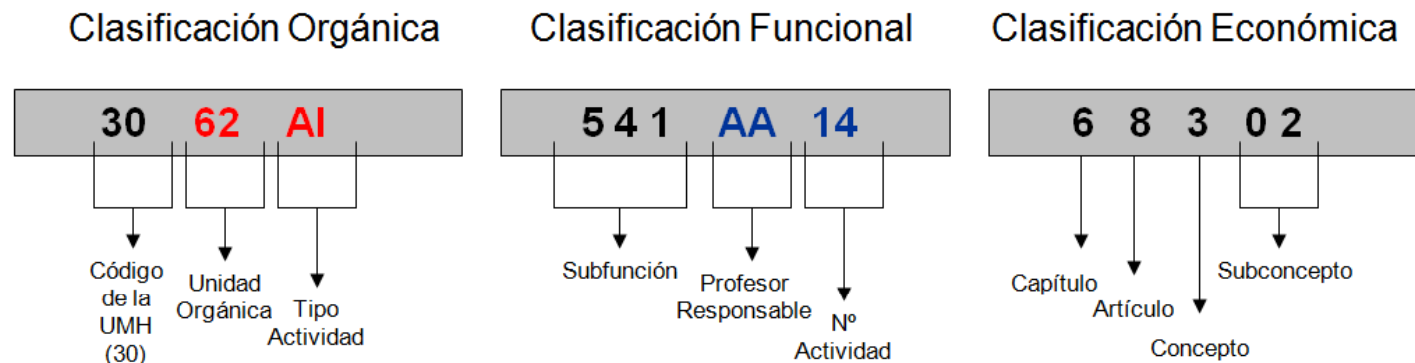 Clasificación Orgánica
30 62 AI
Código
de la
UMH
(30)
Unidad
Orgánica
Tipo
Actividad
Clasificación Funcional
5 4 1 AA 14
Subfunción
Profesor
Responsable
Nº
Actividad
Clasificación Económica
6 8 3 0 2
Capítulo
Artículo
Concepto
Subconcepto